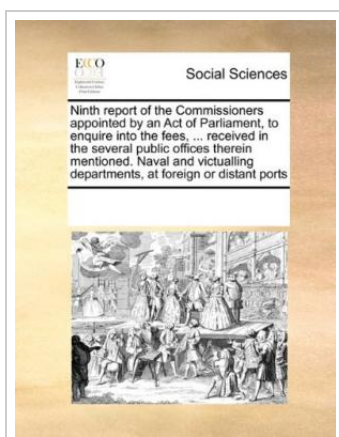 ECCO
Social Sciences
Ninth report of the Commissioners
appointed by an Act of Parliament, to
enquire into the fees, ... received in
the several public offices therein
mentioned. Naval and victualling
departments, at foreign or distant ports